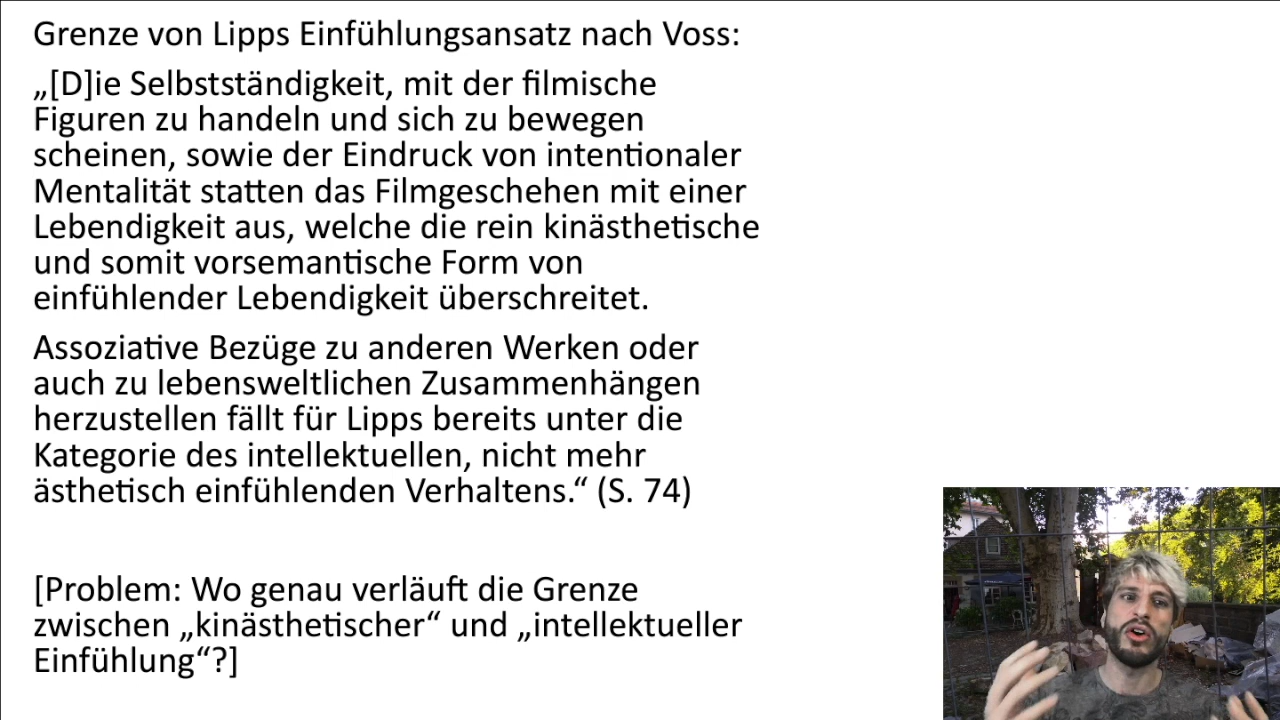 Grenze von Lipps Einfühlungsansatz nach Voss:
„[D]ie Selbstständigkeit, mit der filmische
Figuren zu handeln und sich zu bewegen
scheinen, sowie der Eindruck von intentionaler
Mentalität statten das Filmgeschehen mit einer
Lebendigkeit aus, welche die rein kinästhetische
und somit vorsemantische Form von
einfühlender Lebendigkeit überschreitet.
Assoziative Bezüge zu anderen Werken oder
auch zu lebensweltlichen Zusammenhängen
herzustellen fällt für Lipps bereits unter die
Kategorie des intellektuellen, nicht mehr
ästhetisch einfühlenden Verhaltens.“ (S. 74)
[Problem: Wo genau verläuft die Grenze
zwischen „kinästhetischer“ und „intellektueller
Einfühlung“?]